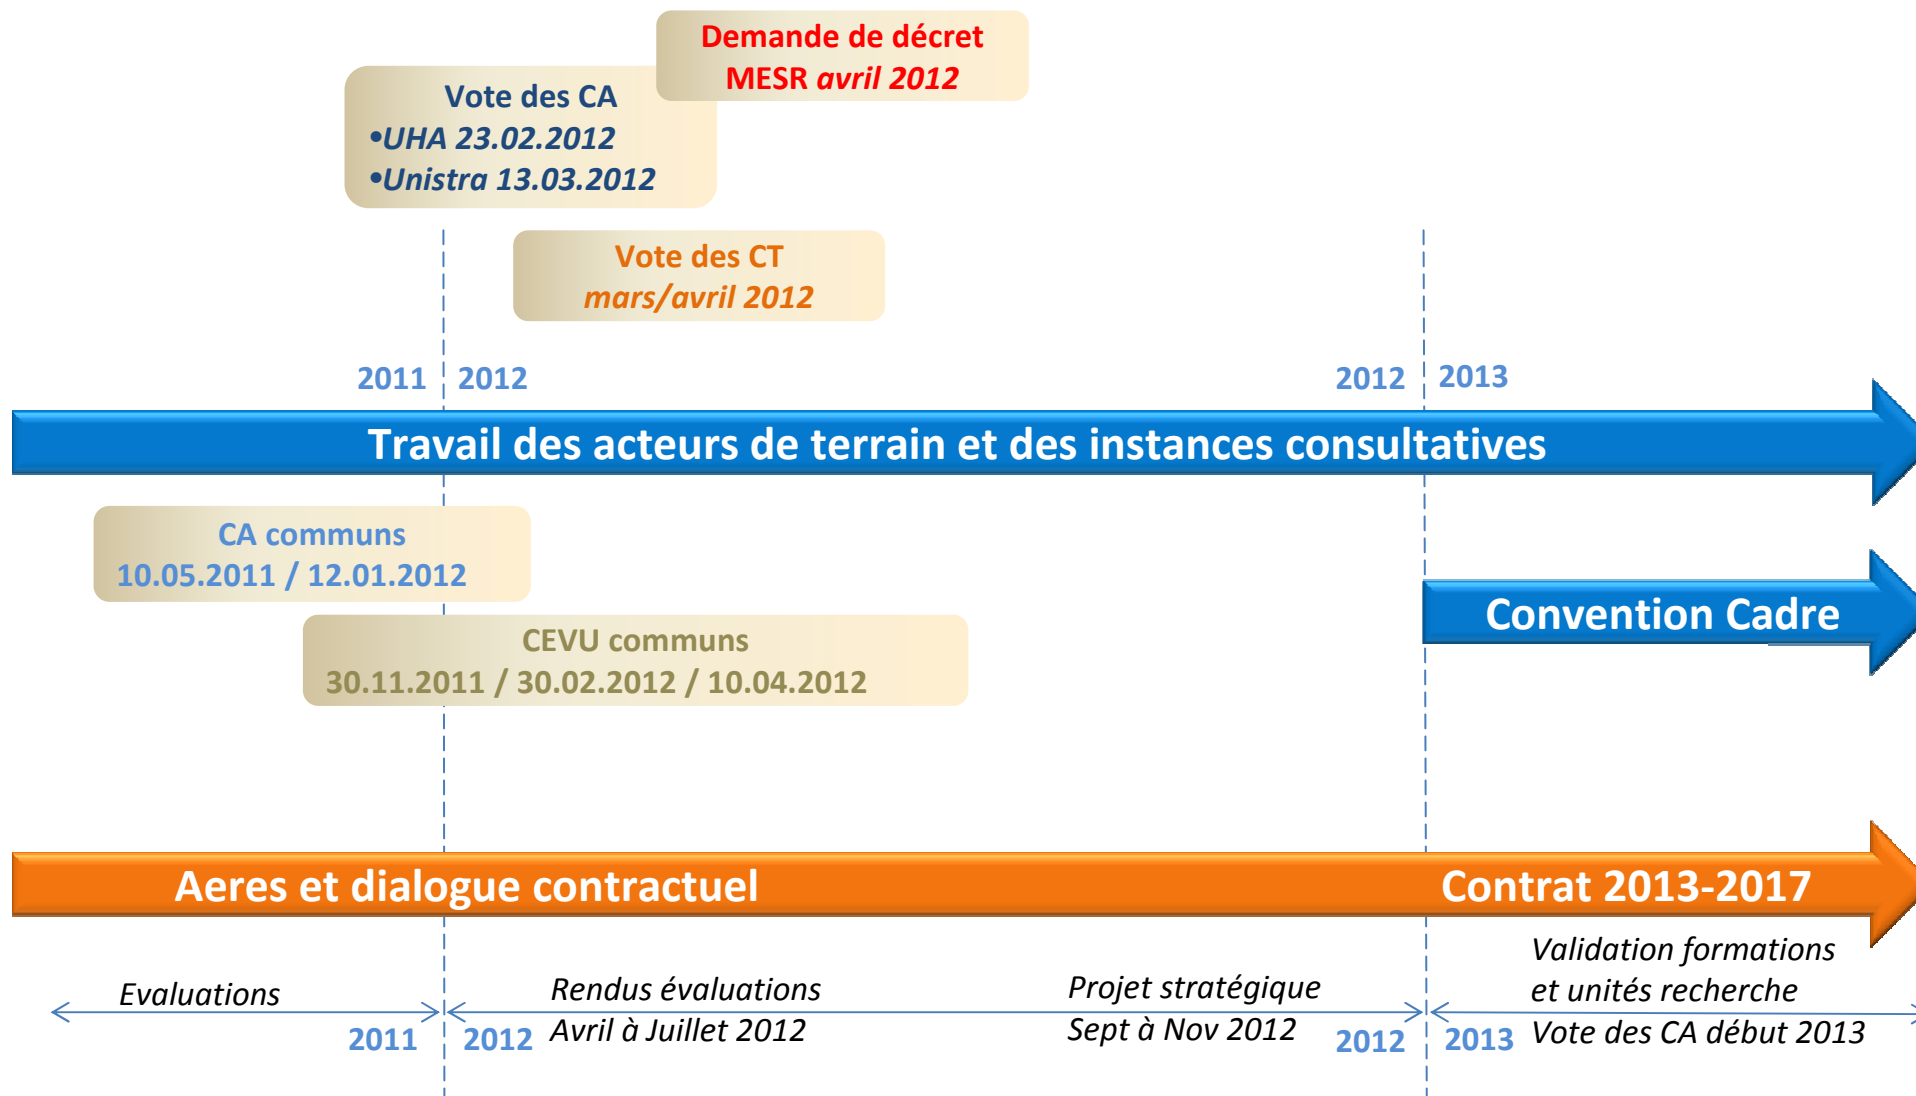 Demande de décret
MESR avril 2012
Vote des CA
•UHA 23.02.2012
•Unistra 13.03.2012
Vote des CT
mars/avril 2012
2011 2012
2012 2013
Travail des acteurs de terrain et des instances consultatives
CA communs
10.05.2011 / 12.01.2012
Convention Cadre
CEVU communs
30.11.2011 / 30.02.2012 / 10.04.2012
Aeres et dialogue contractuel
Contrat 2013-2017
Evaluations
Rendus évaluations
Avril à Juillet 2012
Projet stratégique
Sept à Nov 2012
Validation formations
et unités recherche
Vote des CA début 2013
2011 2012
2012 2013